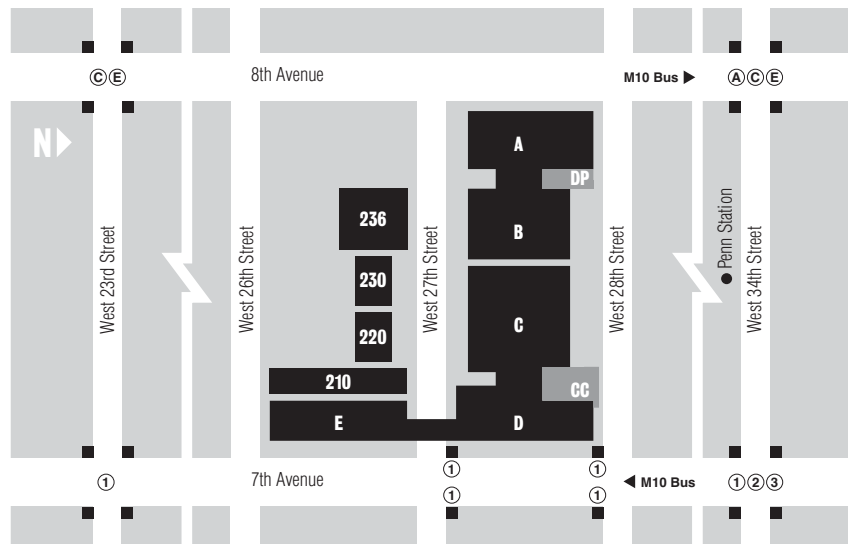 C E
8th Avenue
M10 Bus
A C E
N
A
DP
236
B
Penn Station
West 23rd Street
West 26th Street
West 27th Street
West 28th Street
West 34th Street
230
C
220
210
CC
E
D
1
1
1
7th Avenue
M10 Bus
1 2 3
1
1